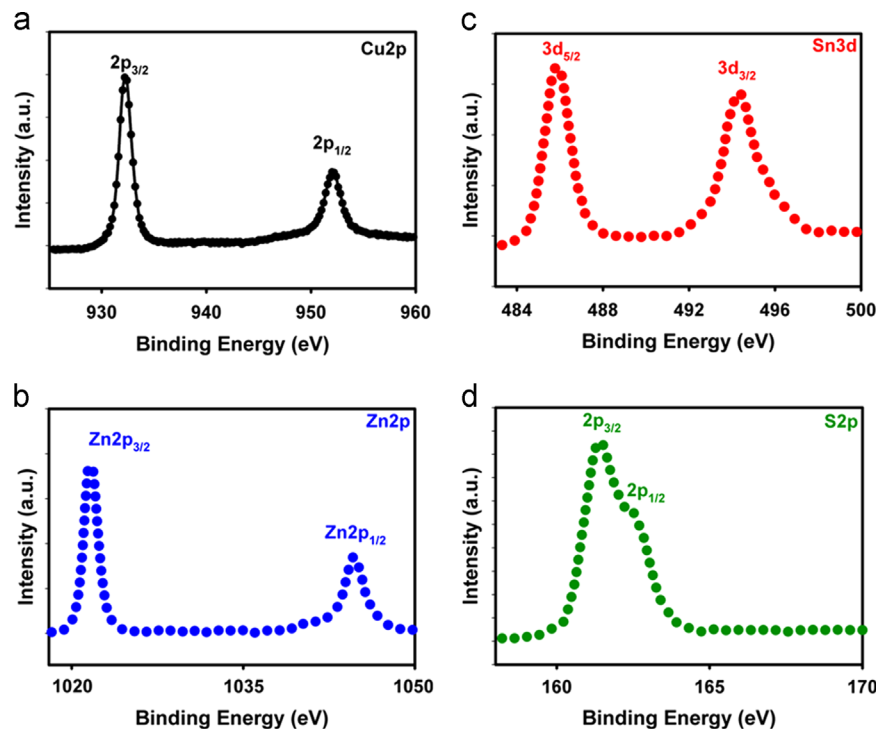 a
Cu2p
2p3/2
2p1/2
Intensity (a.u.)
930 940 950 960
Binding Energy (eV)
c
Sn3d
3d5/2
3d3/2
Intensity (a.u.)
484 488 492 496 500
Binding Energy (eV)
b
Zn2p
Zn2p3/2
Zn2p1/2
Intensity (a.u.)
1020 1035 1050
Binding Energy (eV)
d
S2p
2p3/2
2p1/2
Intensity (a.u.)
160 165 170
Binding Energy (eV)